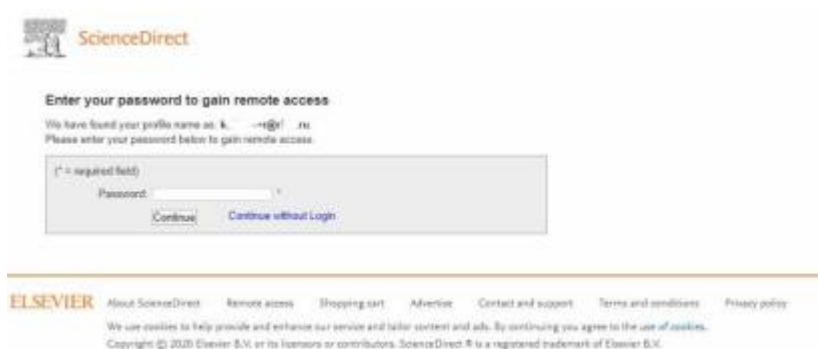 ScienceDirect
Enter your password to gain remote access
We have found your profile name as: k
Please enter your password below to gain remote access.
(* = required field)
Password: *
Continue Continue without Login
ELSEVIER About ScienceDirect Remote access Shopping cart Advertise Contact and support Terms and conditions Privacy policy
We use cookies to help provide and enhance our service and tailor content and ads. By continuing you agree to the use of cookies.
Copyright © 2020 Elsevier B.V. or its licensors or contributors. ScienceDirect ® is a registered trademark of Elsevier B.V.